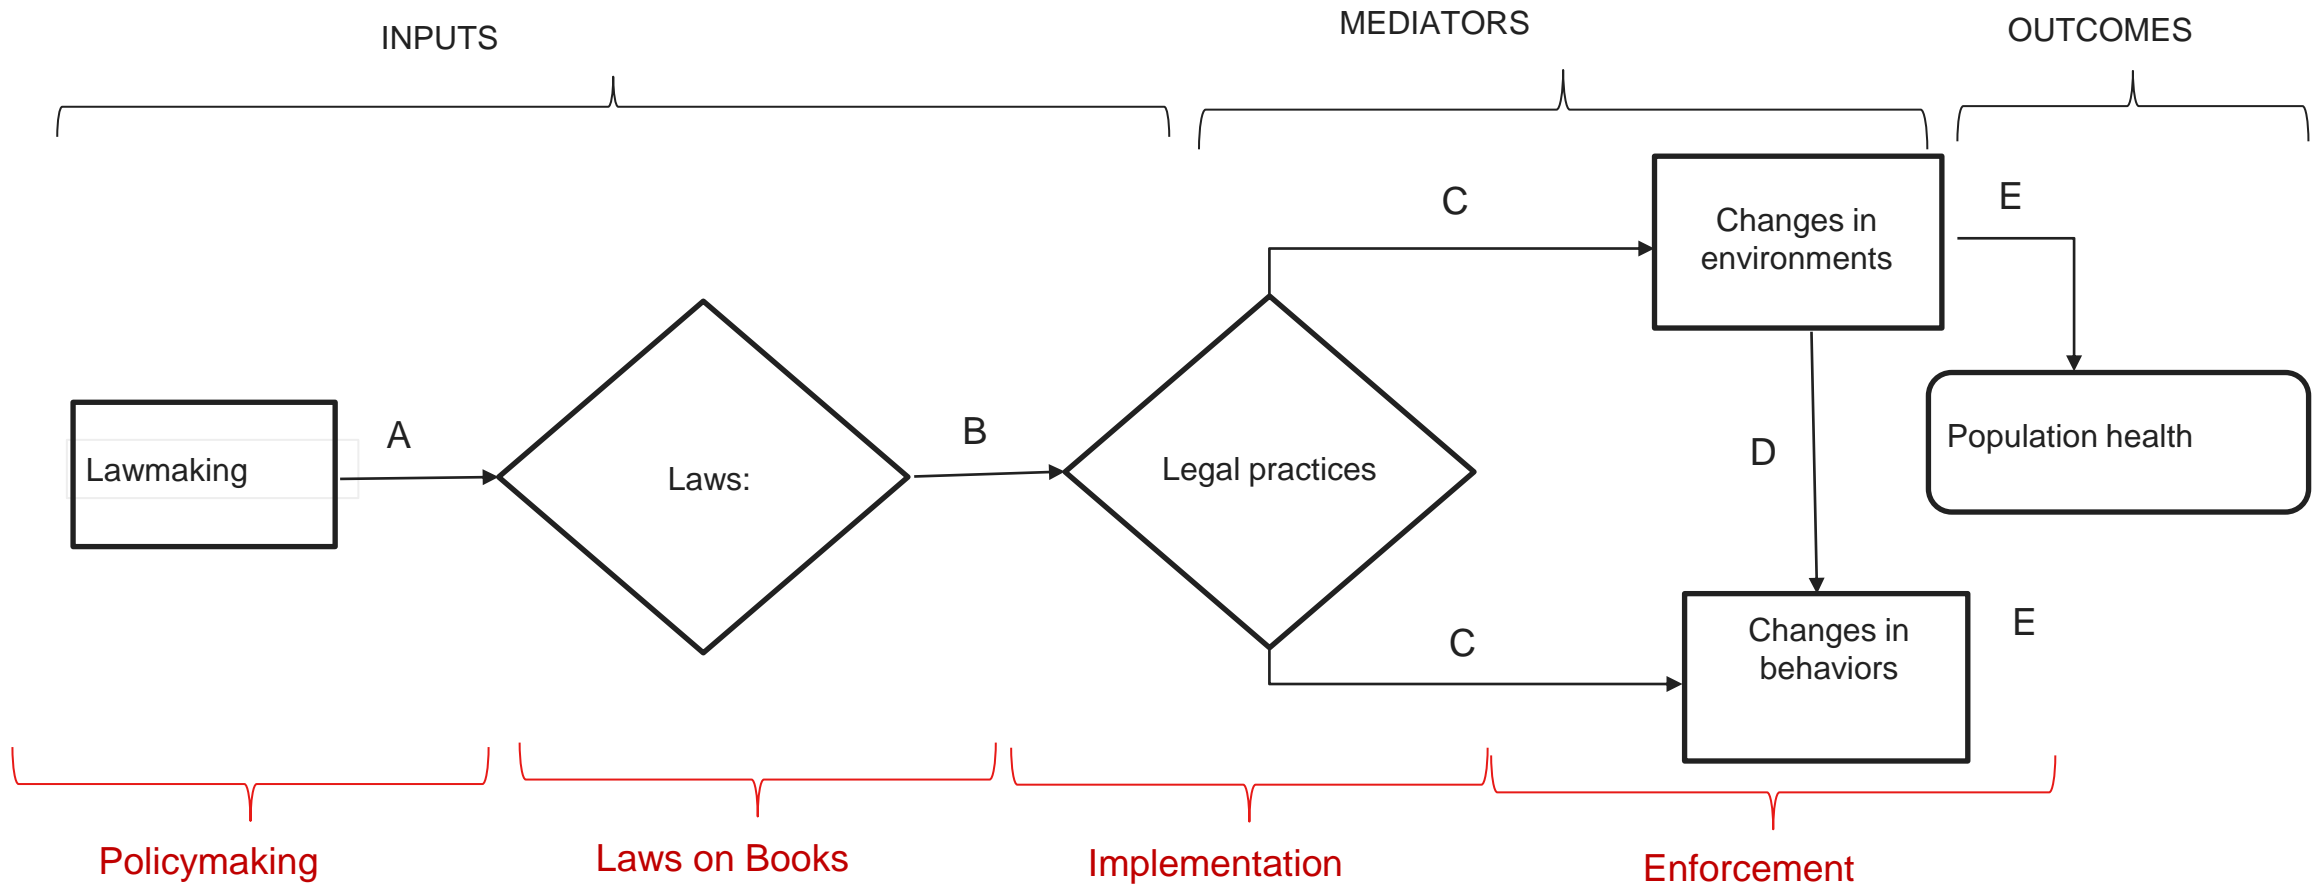 INPUTS
MEDIATORS
OUTCOMES
C
E
Changes in
environments
A
B
Lawmaking
Laws:
Legal practices
D
Population health
C
Changes in
behaviors
E
Policymaking
Laws on Books
Implementation
Enforcement